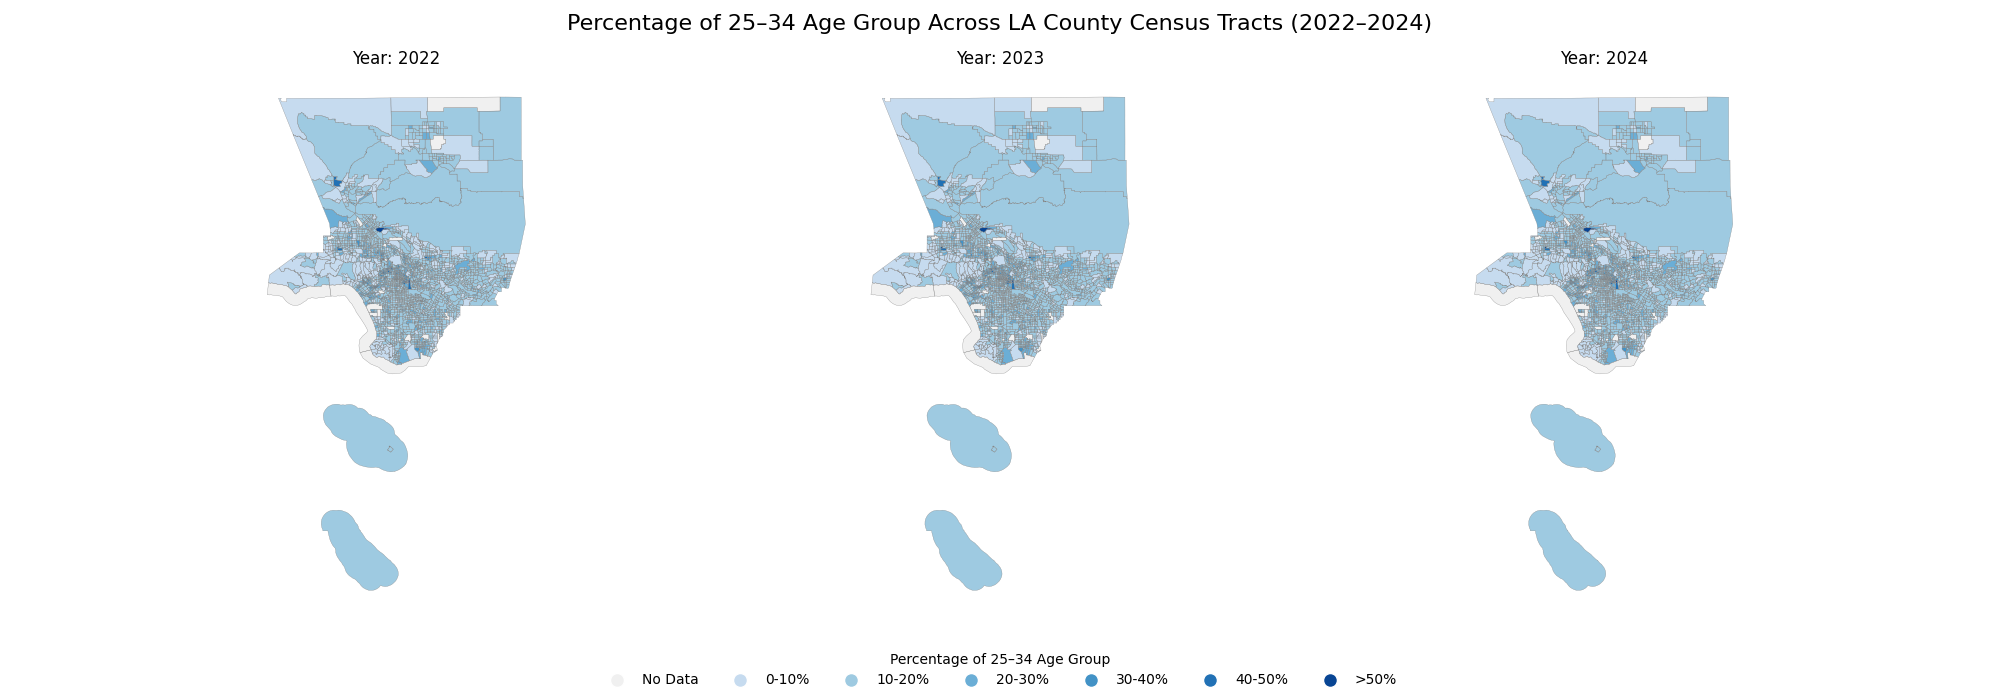 Percentage of 25–34 Age Group Across LA County Census Tracts (2022–2024)
Year: 2022
Year: 2023
Year: 2024
Percentage of 25–34 Age Group
No Data
0-10%
10-20%
20-30%
30-40%
40-50%
>50%